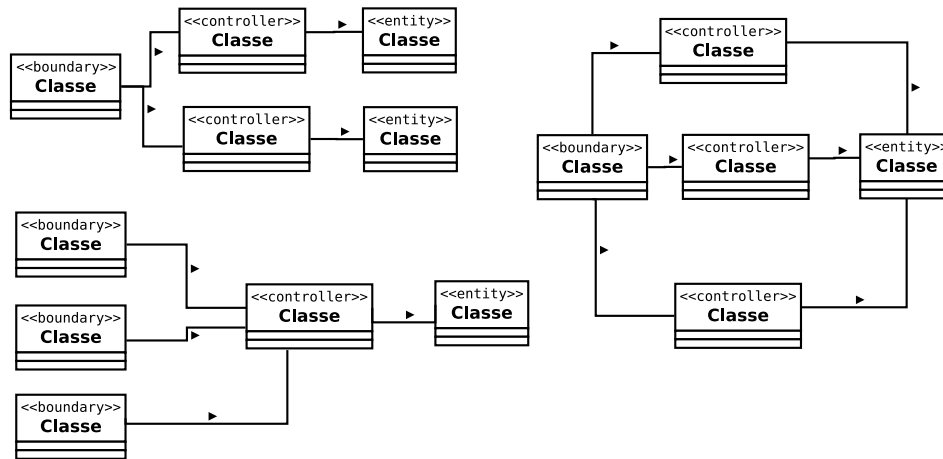 <<controller>>
Classe
<<entity>>
Classe
<<boundary>>
Classe
<<controller>>
Classe
<<entity>>
Classe
<<controller>>
Classe
<<boundary>>
Classe
<<controller>>
Classe
<<entity>>
Classe
<<controller>>
Classe
<<boundary>>
Classe
<<boundary>>
Classe
<<boundary>>
Classe
<<controller>>
Classe
<<entity>>
Classe